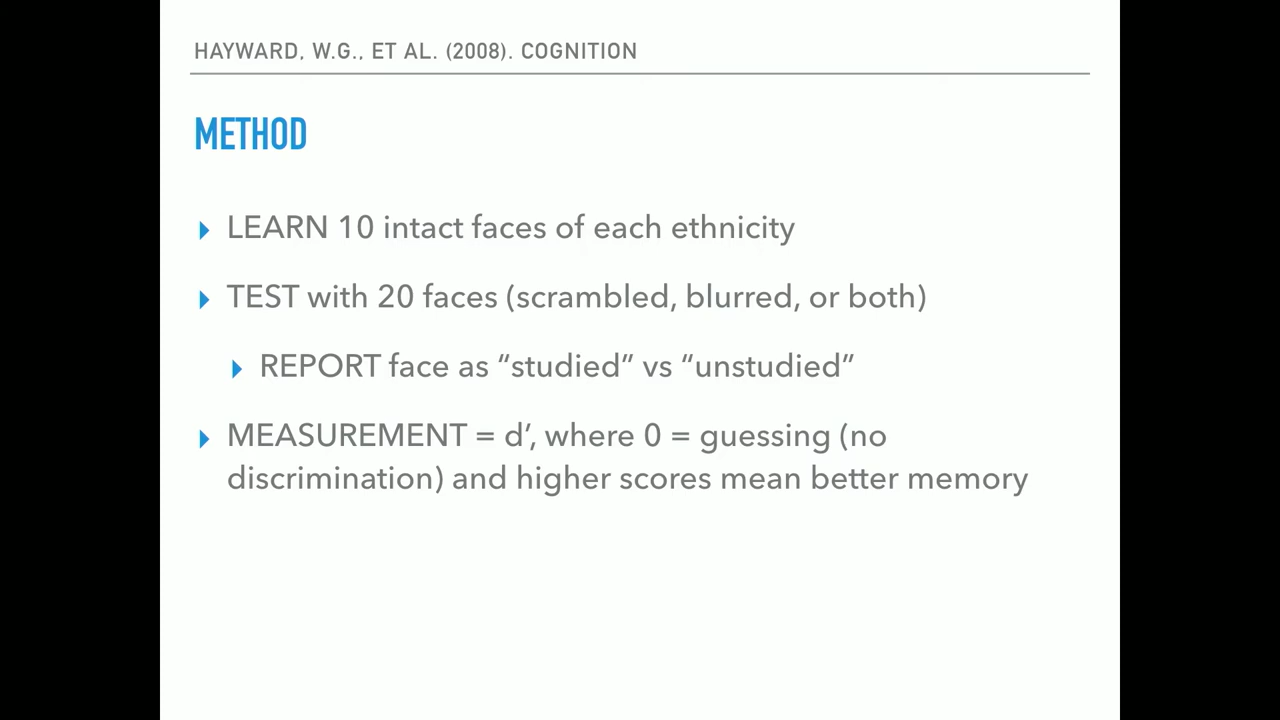 HAYWARD, W.G., ET AL. (2008). COGNITION
METHOD
LEARN 10 intact faces of each ethnicity
TEST with 20 faces (scrambled, blurred, or both)
REPORT face as “studied” vs “unstudied”
MEASUREMENT = d’, where 0 = guessing (no
discrimination) and higher scores mean better memory